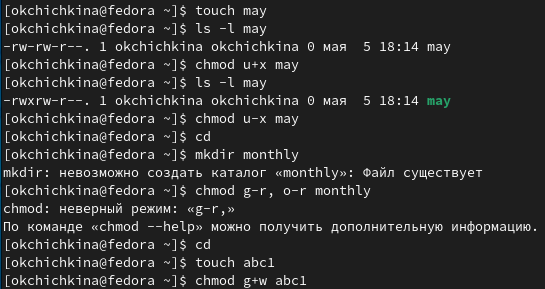 [okchichkina@fedora ~]$ touch may
[okchichkina@fedora ~]$ ls -l may
-rw-rw-r--. 1 okchichkina okchichkina 0 мая  5 18:14 may
[okchichkina@fedora ~]$ chmod u+x may
[okchichkina@fedora ~]$ ls -l may
-rwxrw-r--. 1 okchichkina okchichkina 0 мая  5 18:14 may
[okchichkina@fedora ~]$ chmod u-x may
[okchichkina@fedora ~]$ cd
[okchichkina@fedora ~]$ mkdir monthly
mkdir: невозможно создать каталог «monthly»: Файл существует
[okchichkina@fedora ~]$ chmod g-r, o-r monthly
chmod: неверный режим: «g-r,»
По команде «chmod --help» можно получить дополнительную информацию.
[okchichkina@fedora ~]$ cd
[okchichkina@fedora ~]$ touch abc1
[okchichkina@fedora ~]$ chmod g+w abc1